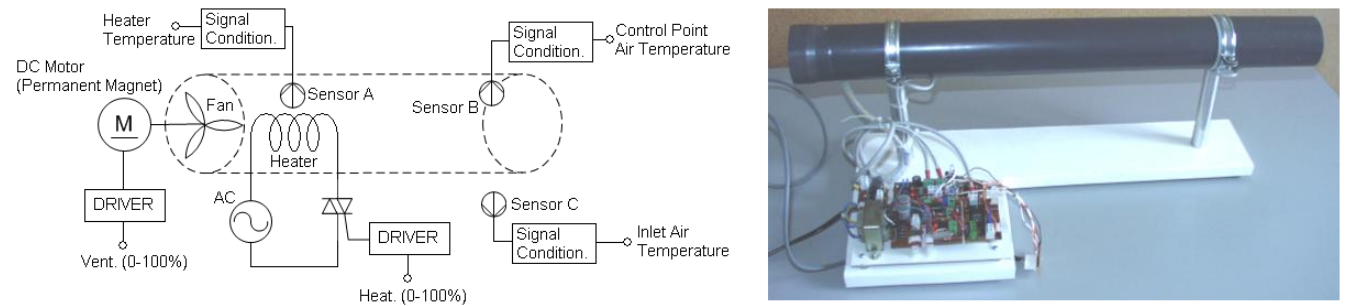 Heater
Temperature
Signal
Condition.
Signal
Condition.
Control Point
Air Temperature
DC Motor
(Permanent Magnet)
Fan
Sensor A
Sensor B
M
Heater
AC
DRIVER
Sensor C
DRIVER
Signal
Condition.
Inlet Air
Temperature
Vent. (0-100%)
Heat. (0-100%)